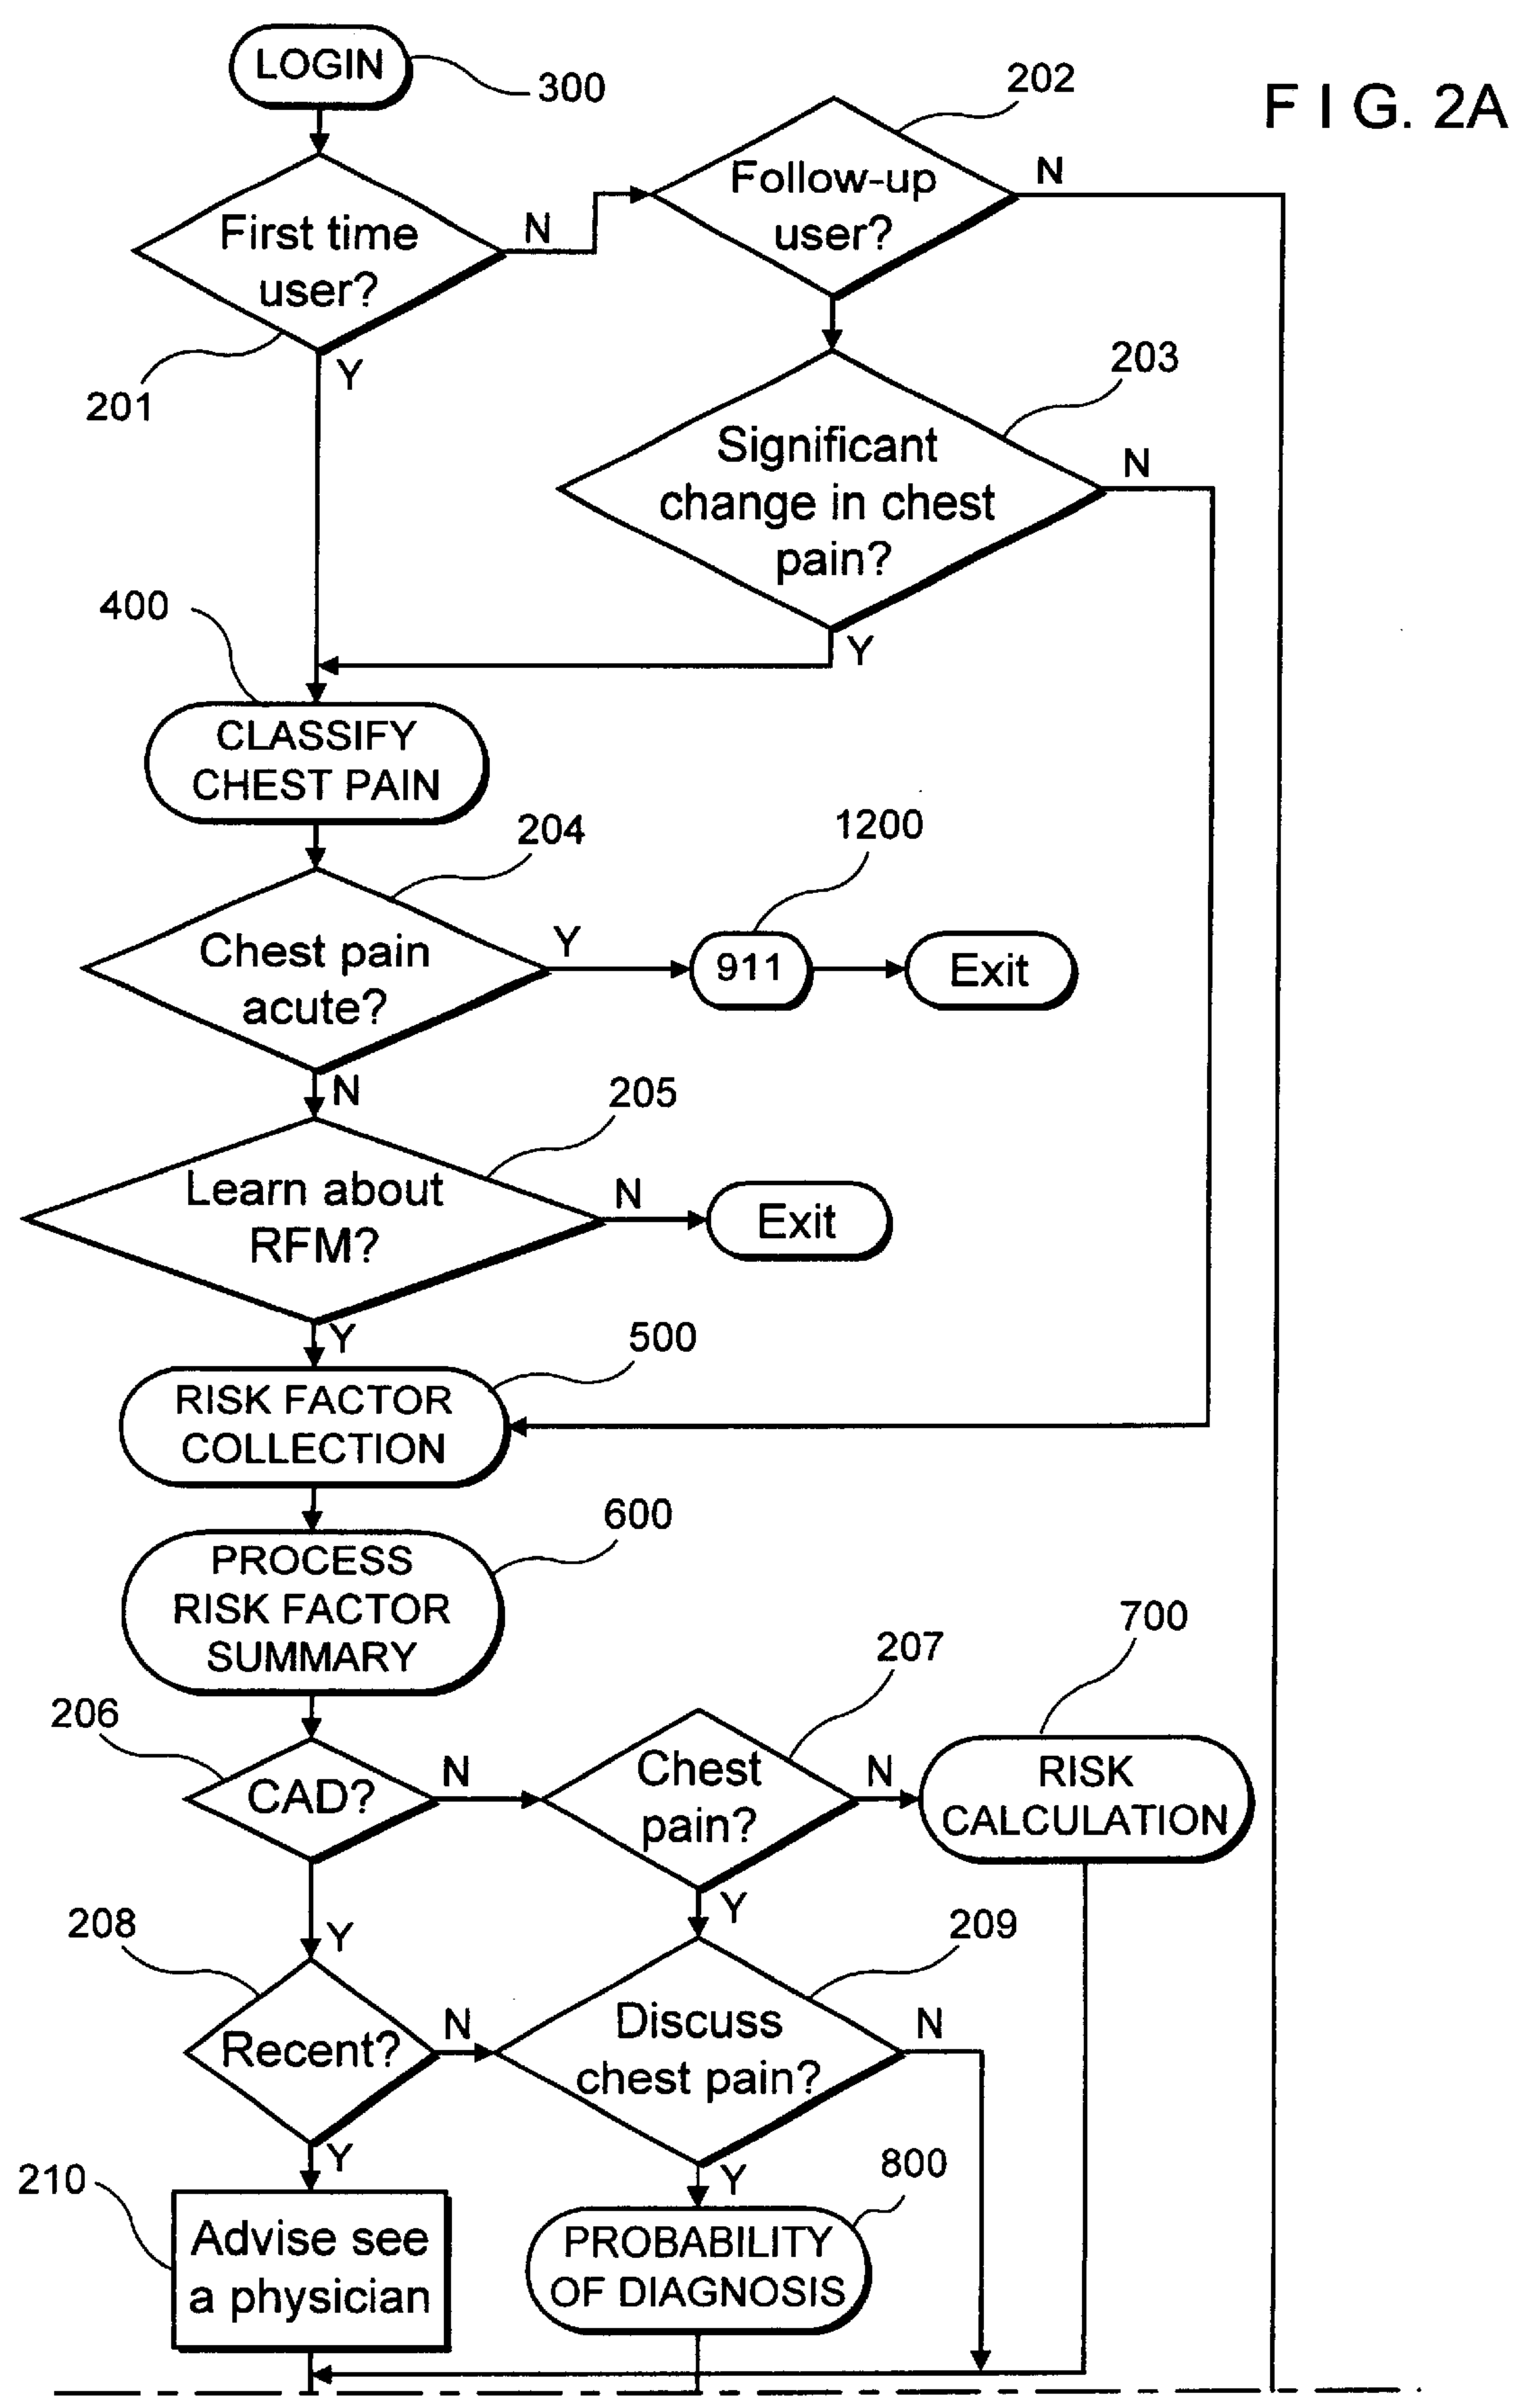 LOGIN
300
202
F I G. 2A
Follow-up
user?
N
First time
user?
N
201
Y
203
Significant
change in chest
pain?
N
Y
400
CLASSIFY
CHEST PAIN
204
1200
Chest pain
acute?
Y
911
Exit
N
205
Learn about
RFM?
N
Exit
Y
500
RISK FACTOR
COLLECTION
600
PROCESS
RISK FACTOR
SUMMARY
206
207
700
CAD?
N
Chest
pain?
N
RISK
CALCULATION
208
Y
Y
209
Recent?
N
Discuss
chest pain?
N
Y
Y
210
800
Advise see
a physician
PROBABILITY
OF DIAGNOSIS